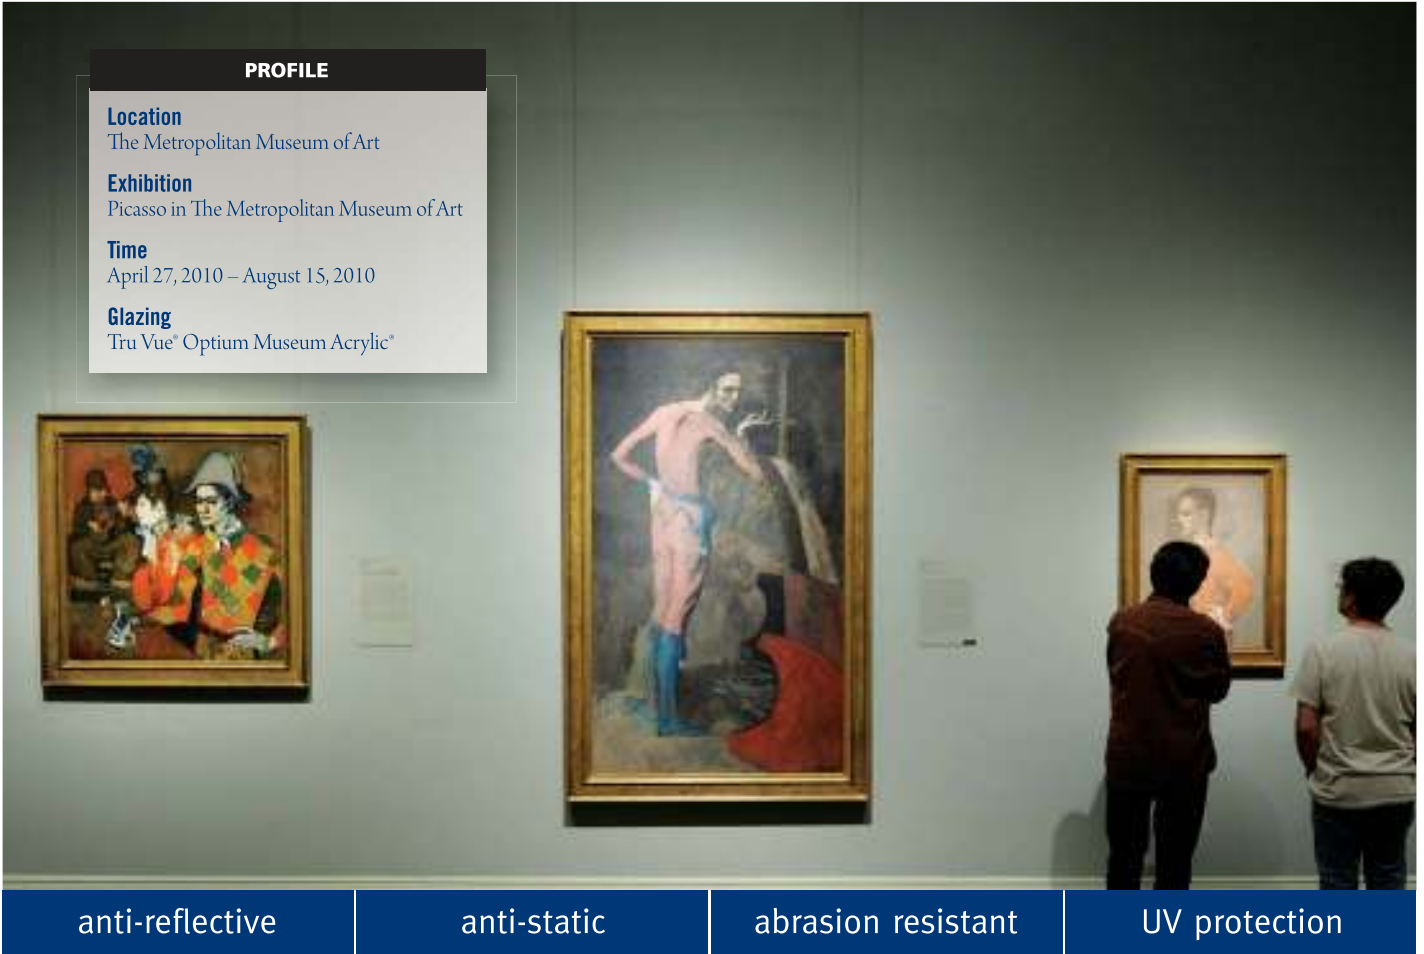 PROFILE
Location
The Metropolitan Museum of Art
Exhibition
Picasso in The Metropolitan Museum of Art
Time
April 27, 2010 – August 15, 2010
Glazing
Tru Vue® Optium Museum Acrylic®
anti-reflective
anti-static
abrasion resistant
UV protection